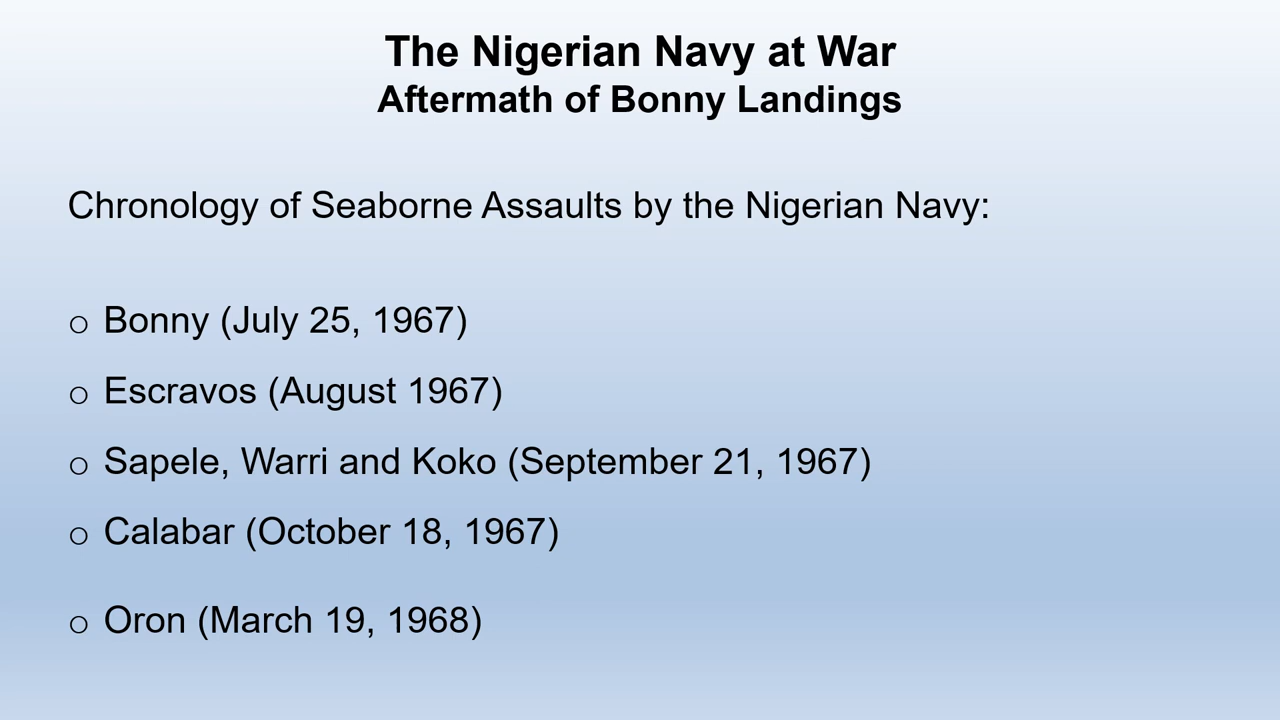 The Nigerian Navy at War
Aftermath of Bonny Landings
Chronology of Seaborne Assaults by the Nigerian Navy:
o Bonny (July 25, 1967)
o Escravos (August 1967)
o Sapele, Warri and Koko (September 21, 1967)
o Calabar (October 18, 1967)
o Oron (March 19, 1968)